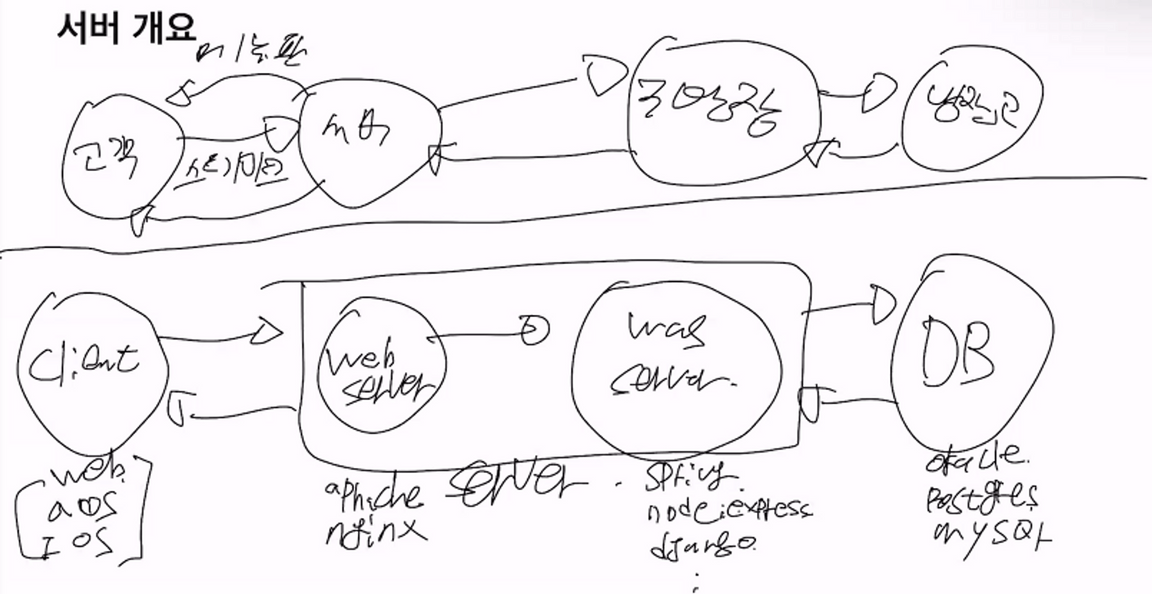 서버 개요
메뉴판
고객
서버
주방장
냉장고
스테이크
client
web
server
was
server.
DB
web.
aos
IOS
aphache
nginx
server
spring.
node.express
django.
:
oracle.
Postgres
mysql